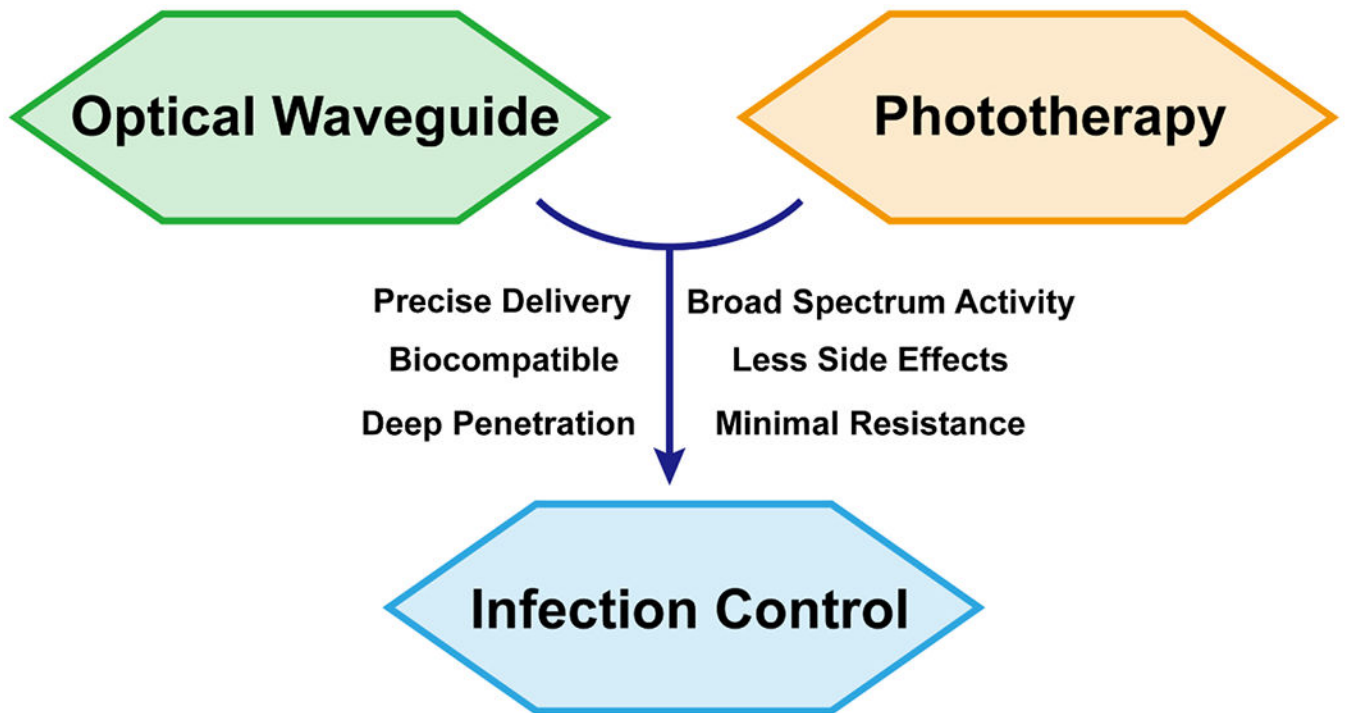 Optical Waveguide
Phototherapy
Precise Delivery
Broad Spectrum Activity
Biocompatible
Less Side Effects
Deep Penetration
Minimal Resistance
Infection Control